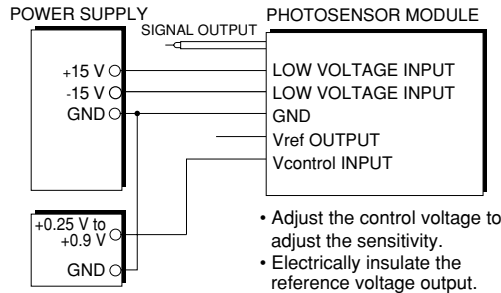 POWER SUPPLY
PHOTOSENSOR MODULE
SIGNAL OUTPUT
+15 V
-15 V
GND
LOW VOLTAGE INPUT
LOW VOLTAGE INPUT
GND
Vref OUTPUT
Vcontrol INPUT
+0.25 V to
+0.9 V
GND
• Adjust the control voltage to
adjust the sensitivity.
• Electrically insulate the
reference voltage output.